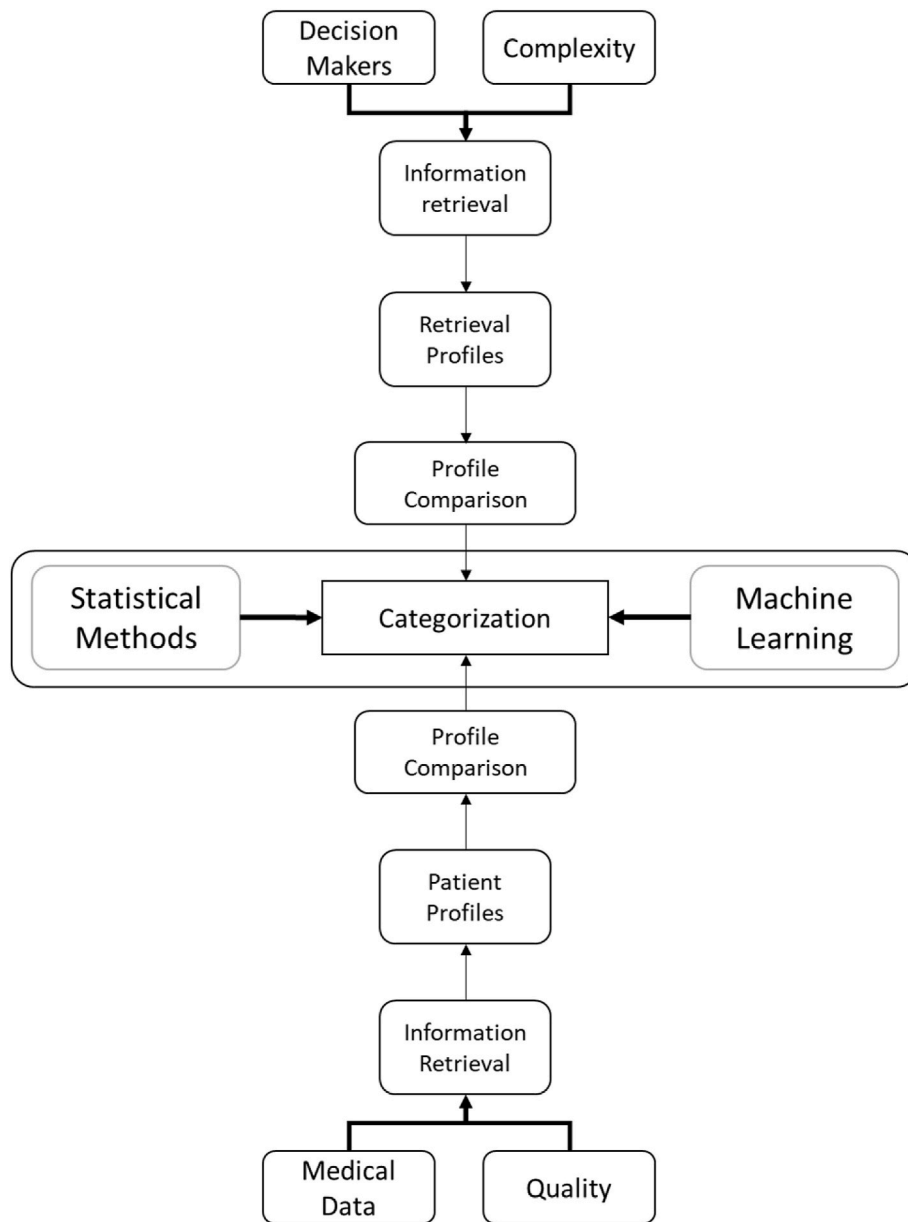 Decision
Makers
Complexity
Information
retrieval
Retrieval
Profiles
Profile
Comparison
Statistical
Methods
Categorization
Machine
Learning
Profile
Comparison
Patient
Profiles
Information
Retrieval
Medical
Data
Quality